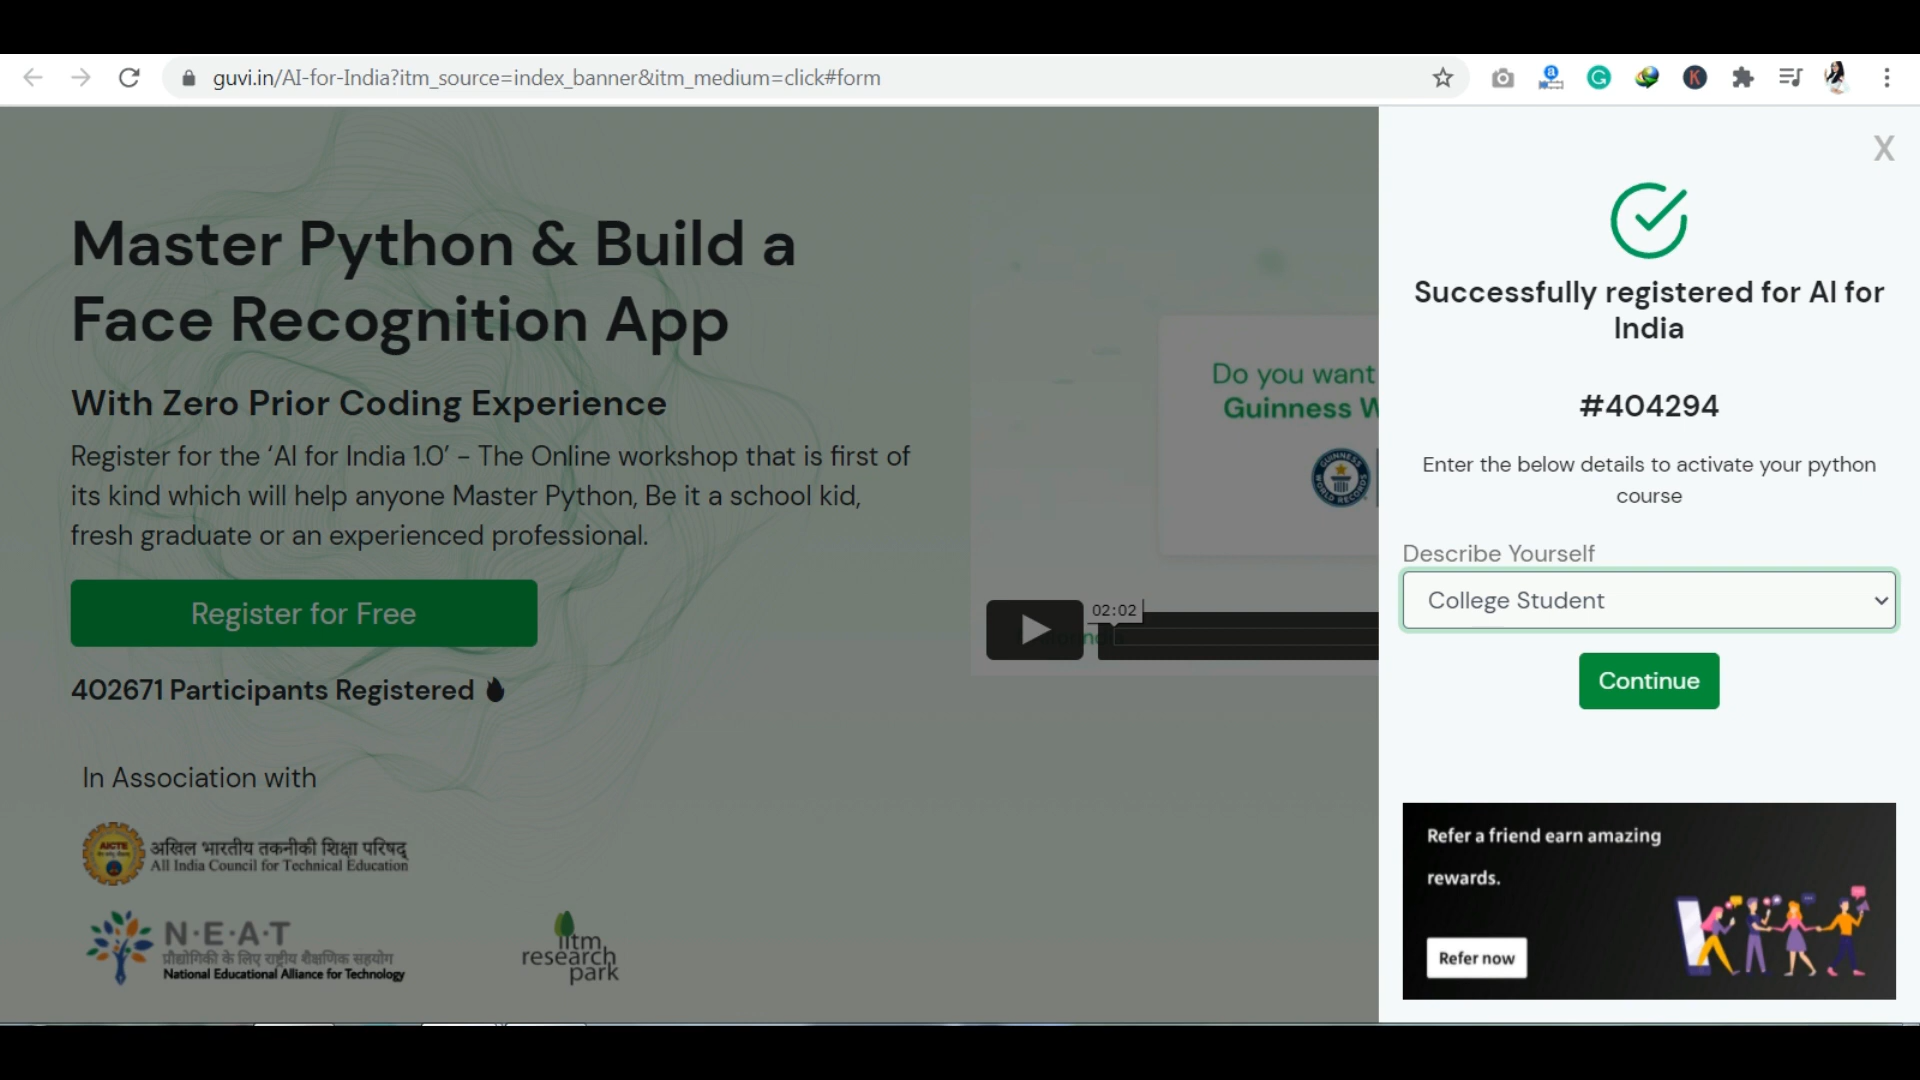 guvi.in/AI-for-India?itm_source=index_banner&itm_medium=click#form
Master Python & Build a
Face Recognition App
With Zero Prior Coding Experience
Register for the ‘AI for India 1.0’ – The Online workshop that is first of
its kind which will help anyone Master Python, Be it a school kid,
fresh graduate or an experienced professional.
Register for Free
402671 Participants Registered
In Association with
AICTE
अखिल भारतीय तकनीकी शिक्षा परिषद्
All India Council for Technical Education
N·E·A·T
प्रौद्योगिकी के लिए राष्ट्रीय शैक्षणिक सहयोग
National Educational Alliance for Technology
iitm
research
park
Do you want
Guinness W
GUINNESS
WORLD RECORDS
02:02
X
Successfully registered for AI for
India
#404294
Enter the below details to activate your python
course
Describe Yourself
College Student
Continue
Refer a friend earn amazing
rewards.
Refer now